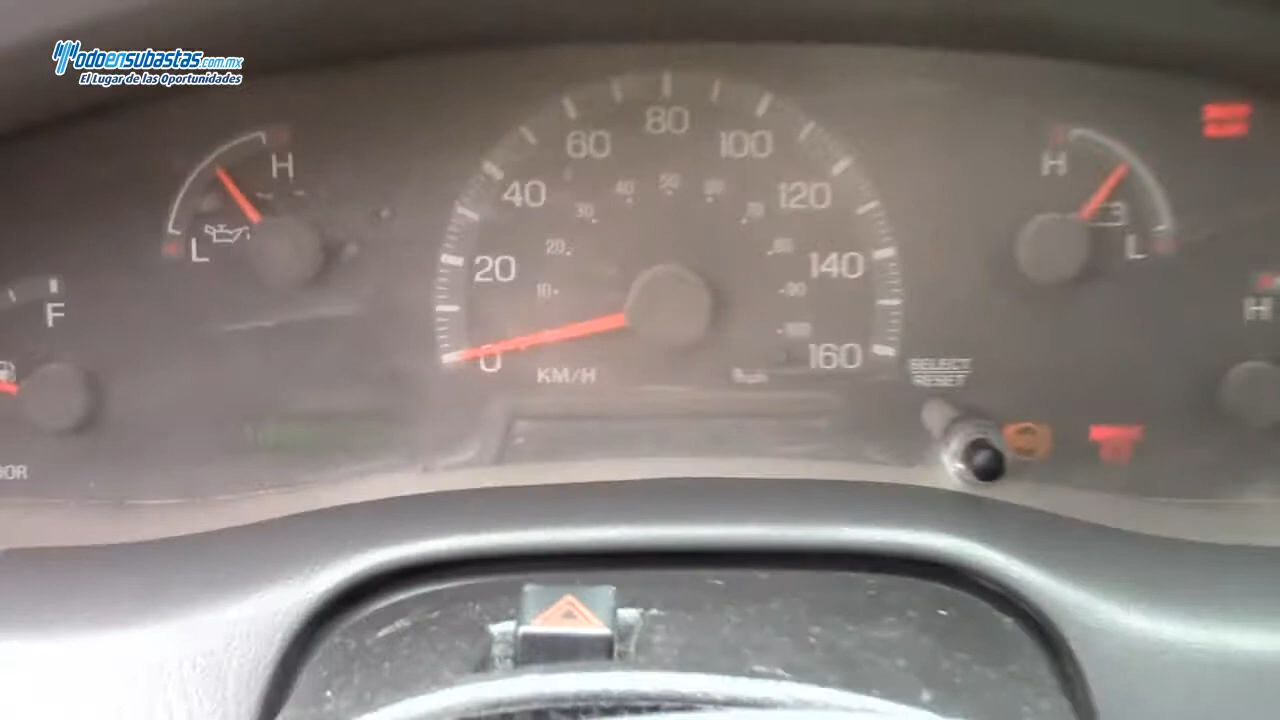 Todoensubastas.com.mx
El Lugar de las Oportunidades
H
L
F
0
20
40
60
80
100
120
140
160
10
20
30
40
50
60
70
80
90
KM/H
H
L
H
SELECT
RESET